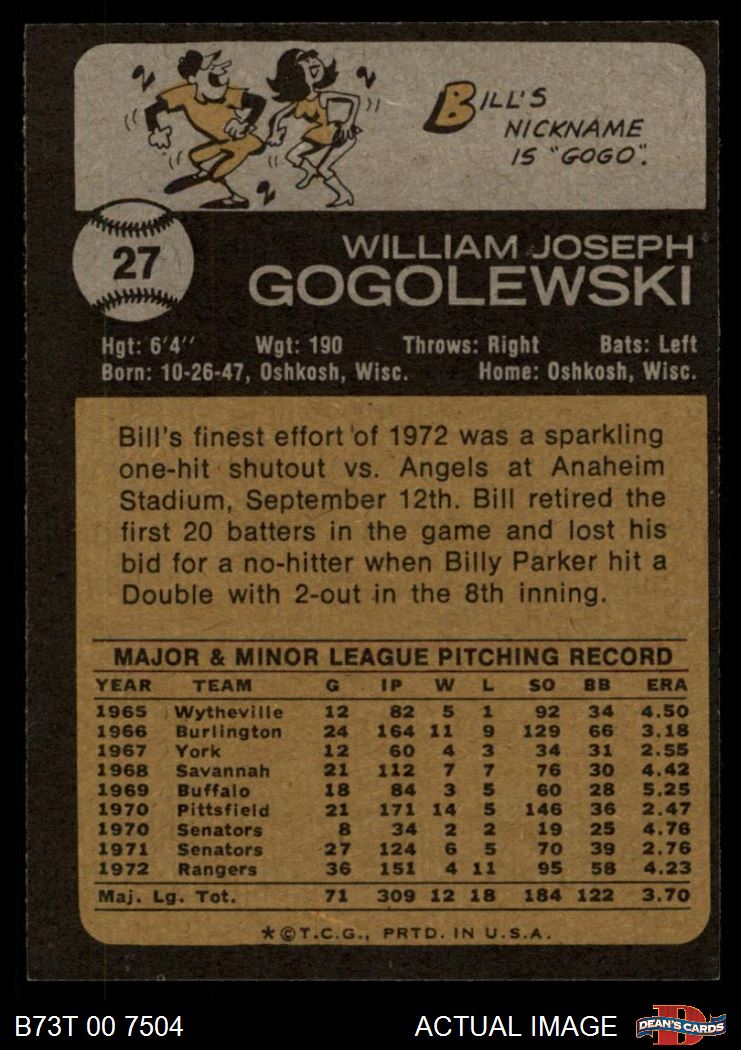 BILL'S
NICKNAME
IS "GOGO".
27
WILLIAM JOSEPH
GOGOLEWSKI
Hgt: 6'4'' Wgt: 190 Throws: Right Bats: Left
Born: 10-26-47, Oshkosh, Wisc. Home: Oshkosh, Wisc.
Bill's finest effort of 1972 was a sparkling
one-hit shutout vs. Angels at Anaheim
Stadium, September 12th. Bill retired the
first 20 batters in the game and lost his
bid for a no-hitter when Billy Parker hit a
Double with 2-out in the 8th inning.
MAJOR & MINOR LEAGUE PITCHING RECORD
YEAR TEAM G IP W L SO BB ERA
1965 Wytheville 12 82 5 1 92 34 4.50
1966 Burlington 24 164 11 9 129 66 3.18
1967 York 12 60 4 3 34 31 2.55
1968 Savannah 21 112 7 7 76 30 4.42
1969 Buffalo 18 84 3 5 60 28 5.25
1970 Pittsfield 21 171 14 5 146 36 2.47
1970 Senators 8 34 2 2 19 25 4.76
1971 Senators 27 124 6 5 70 39 2.76
1972 Rangers 36 151 4 11 95 58 4.23
Maj. Lg. Tot. 71 309 12 18 184 122 3.70
*©T.C.G., PRTD. IN U.S.A.
B73T 00 7504 ACTUAL IMAGE D DEAN'S CARDS